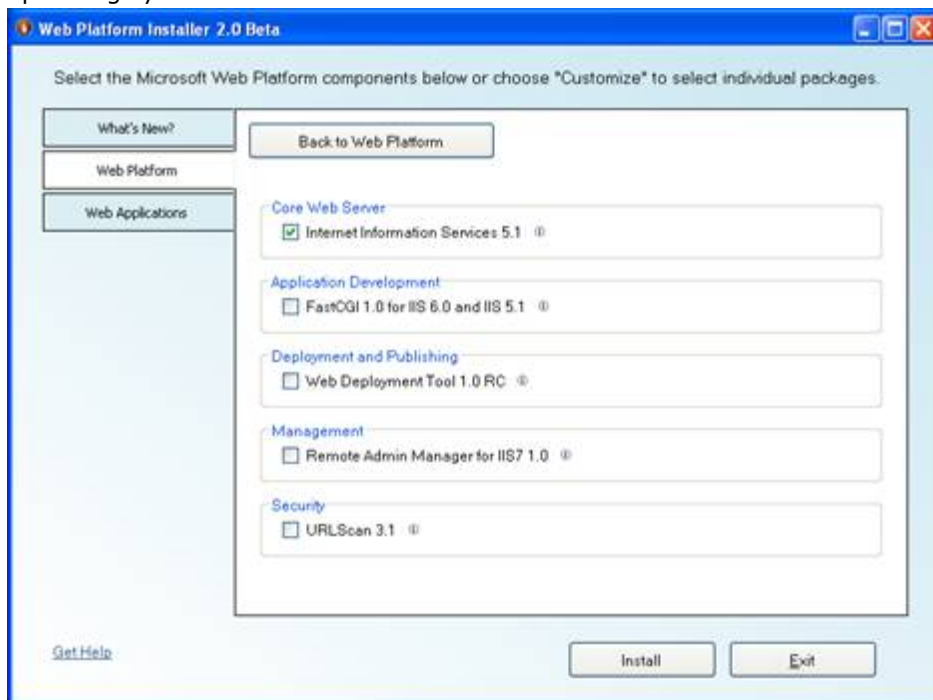 Web Platform Installer 2.0 Beta
Select the Microsoft Web Platform components below or choose "Customize" to select individual packages.
What's New?
Web Platform
Web Applications
Back to Web Platform
Core Web Server
Internet Information Services 5.1
Application Development
FastCGI 1.0 for IIS 6.0 and IIS 5.1
Deployment and Publishing
Web Deployment Tool 1.0 RC
Management
Remote Admin Manager for IIS7 1.0
Security
URLScan 3.1
Get Help
Install
Exit